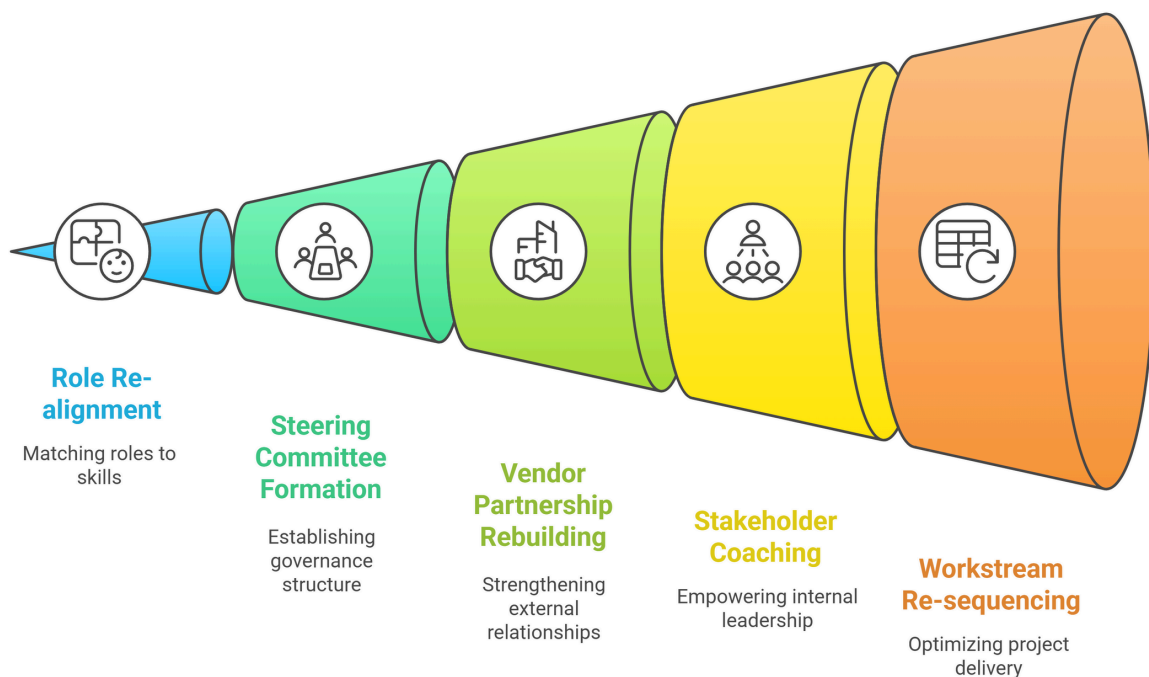 Role Re-
alignment
Matching roles to
skills
Steering
Committee
Formation
Establishing
governance
structure
Vendor
Partnership
Rebuilding
Strengthening
external
relationships
Stakeholder
Coaching
Empowering internal
leadership
Workstream
Re-sequencing
Optimizing project
delivery